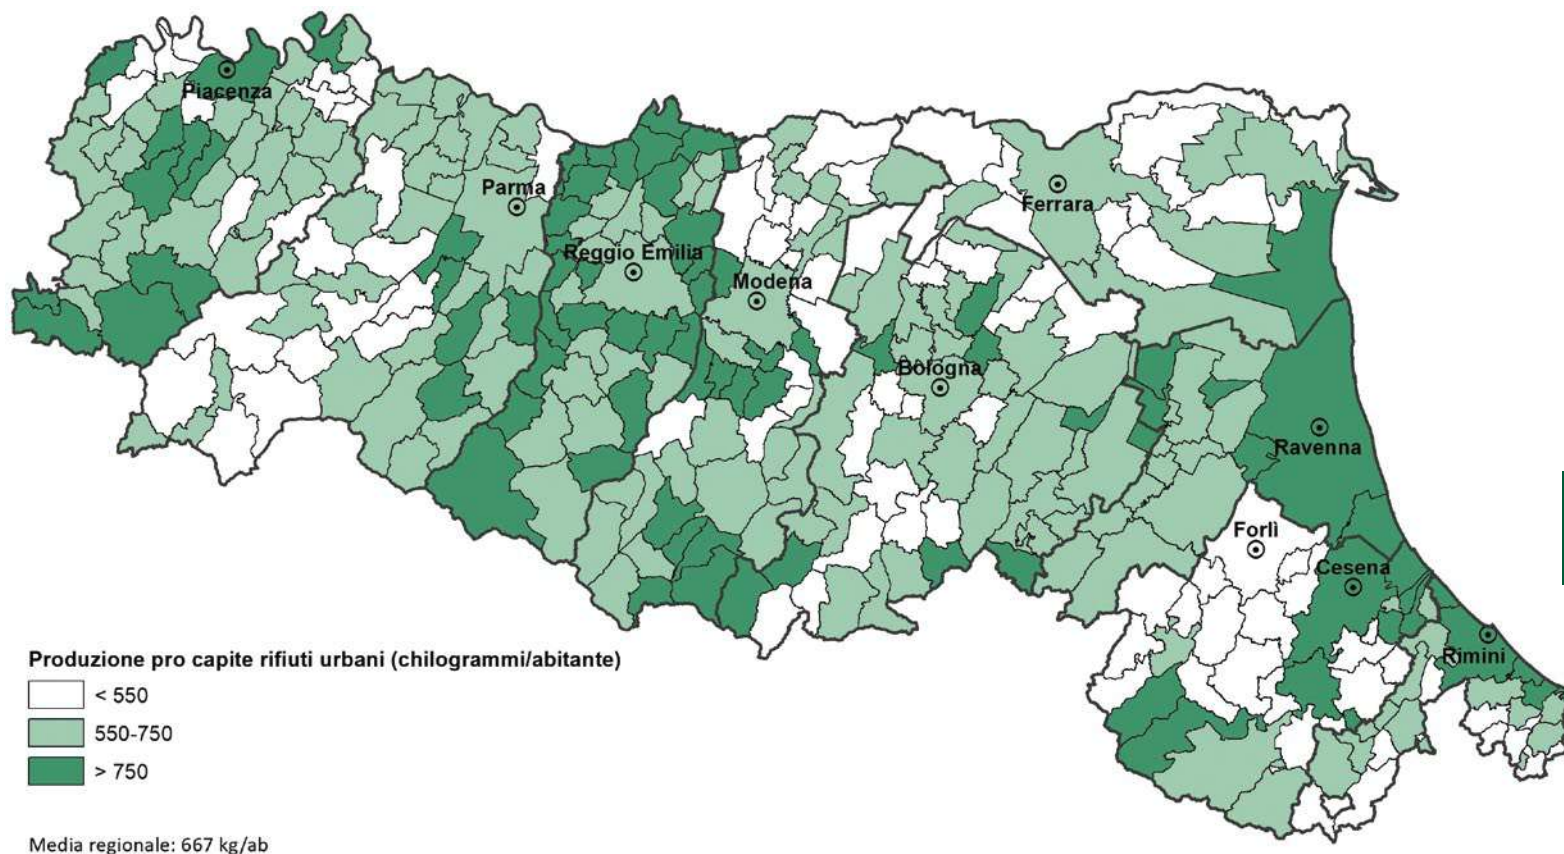 Piacenza
Parma
Ferrara
Reggio Emilia
Modena
Bologna
Ravenna
Forlì
Cesena
Rimini
Produzione pro capite rifiuti urbani (chilogrammi/abitante)
< 550
550-750
> 750
Media regionale: 667 kg/ab